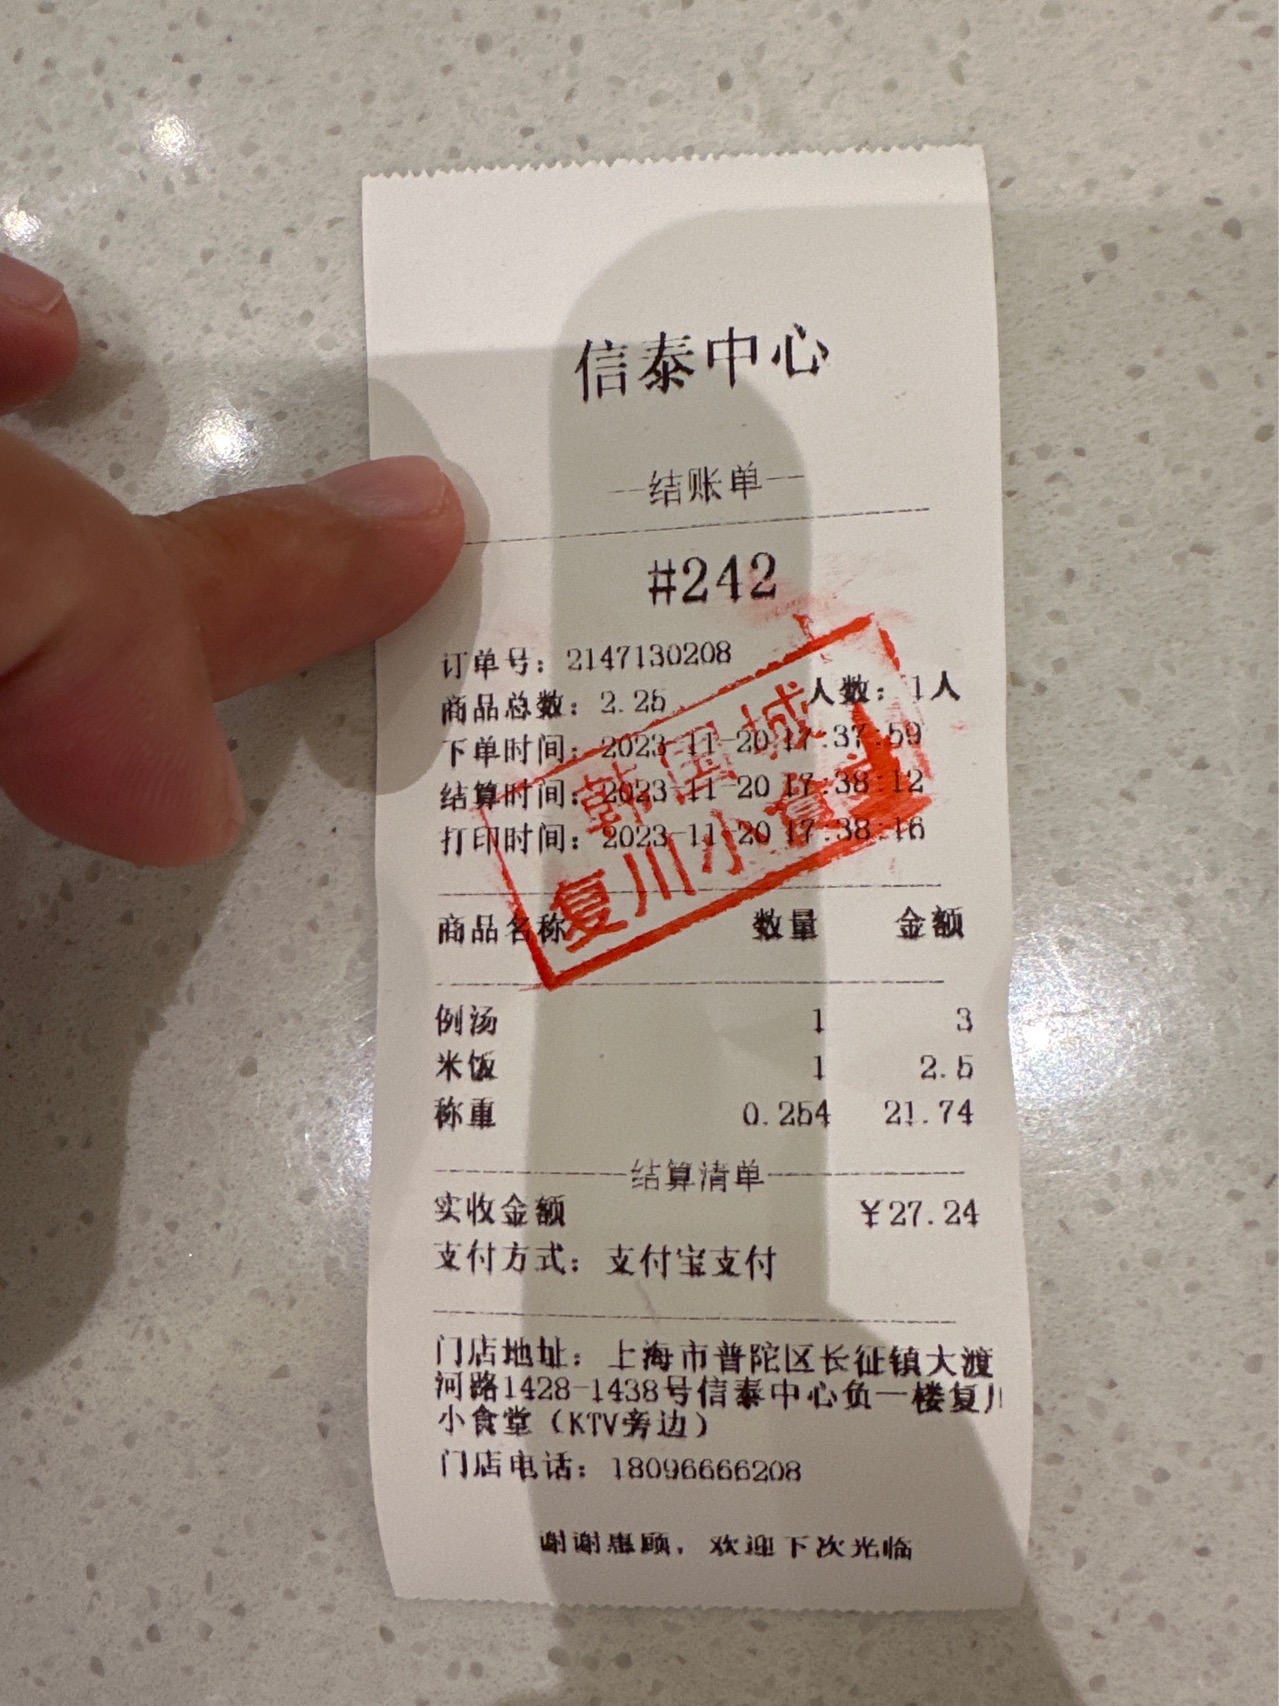 信泰中心
—结账单—
#242
订单号：2147130208
商品总数：2.25 人数：1人
下单时间：2023-11-20 17:37:59
结算时间：2023-11-20 17:38:12
打印时间：2023-11-20 17:38:16
韩国城
复川小食堂
商品名称 数量 金额
例汤 1 3
米饭 1 2.5
称重 0.254 21.74
结算清单
实收金额 ¥27.24
支付方式：支付宝支付
门店地址：上海市普陀区长征镇大渡
河路1428-1438号信泰中心负一楼复川
小食堂（KTV旁边）
门店电话：18096666208
谢谢惠顾，欢迎下次光临